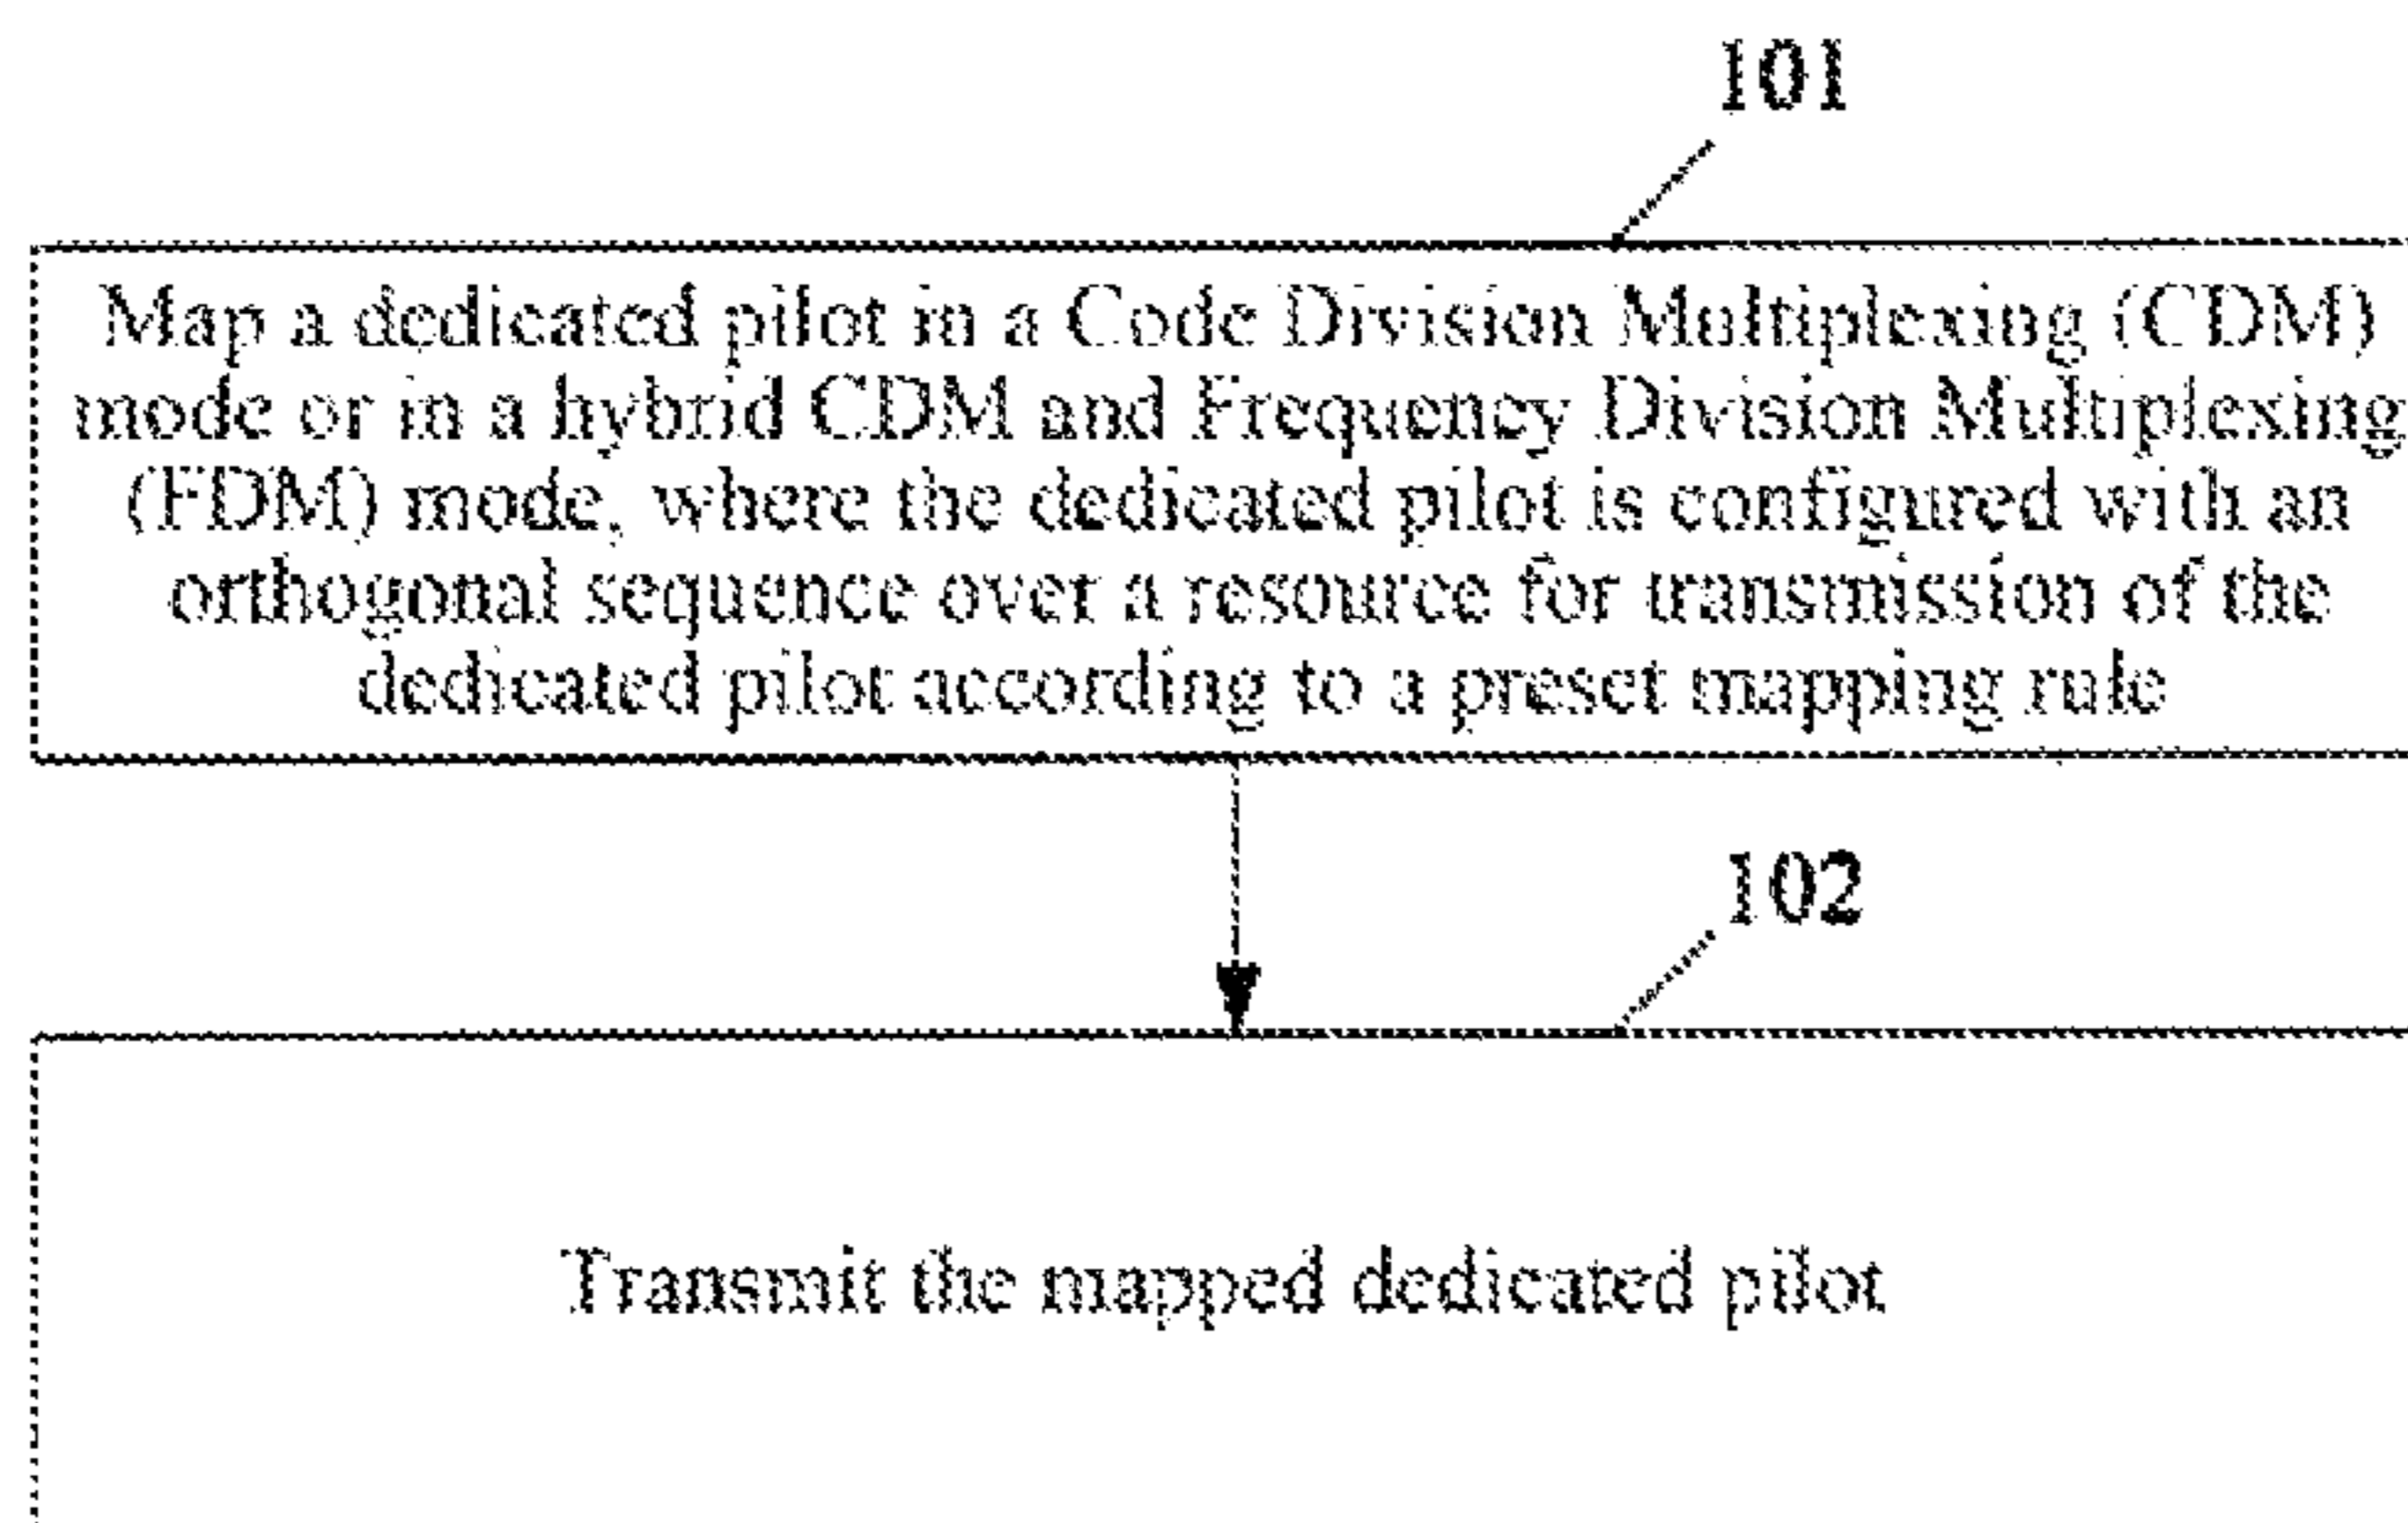 101
Map a dedicated pilot in a Code Division Multiplexing (CDM)
mode or in a hybrid CDM and Frequency Division Multiplexing
(FDM) mode, where the dedicated pilot is configured with an
orthogonal sequence over a resource for transmission of the
dedicated pilot according to a preset mapping rule
102
Transmit the mapped dedicated pilot